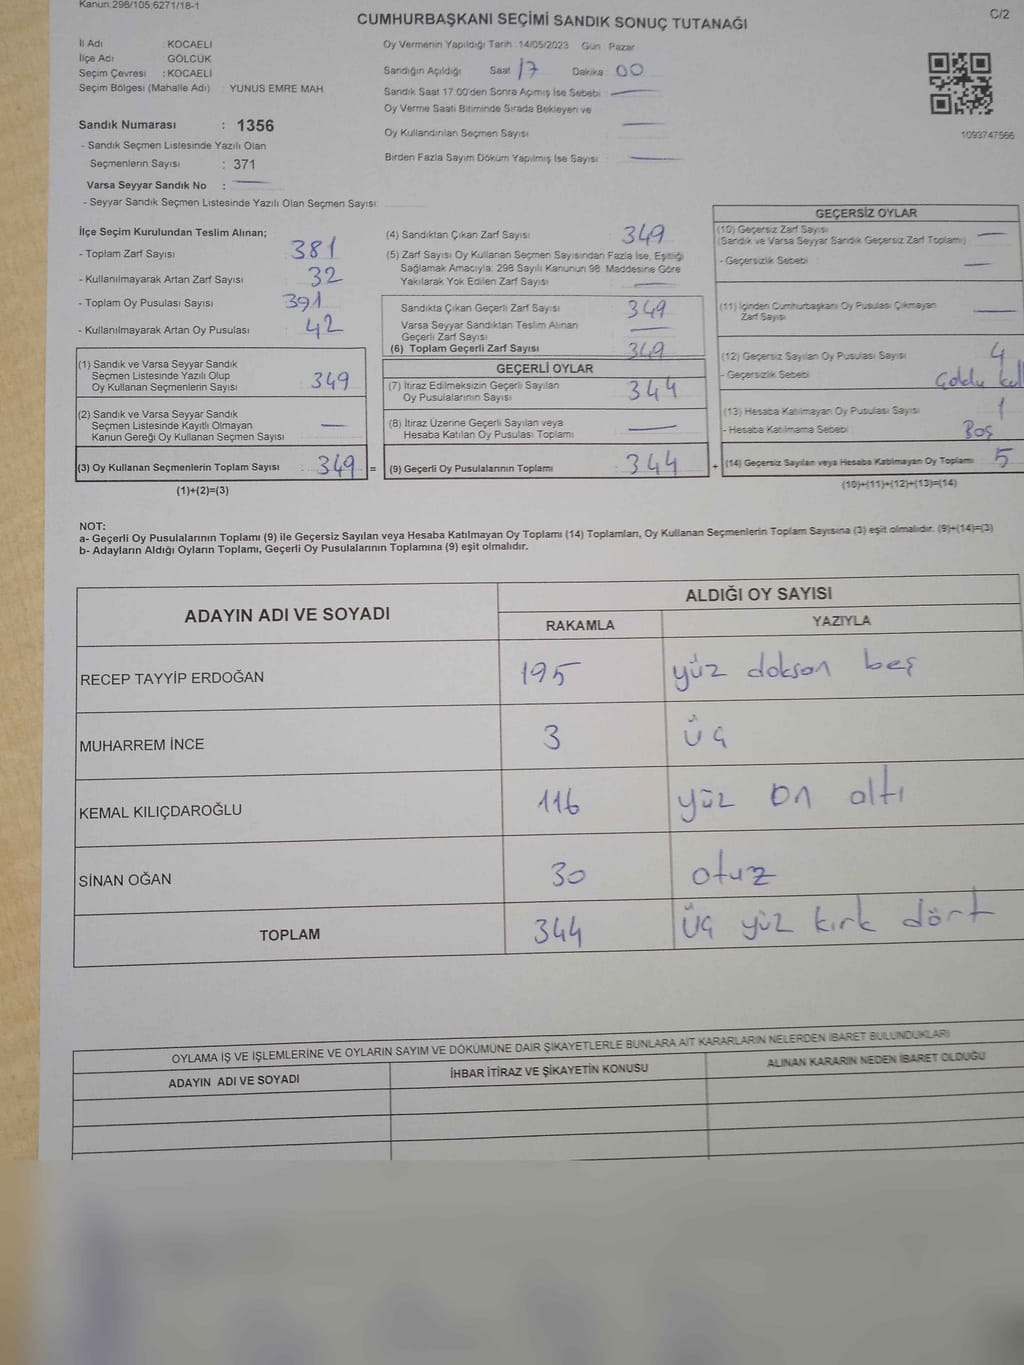 Kanun:298/105,6271/18-1
C/2
CUMHURBAŞKANI SEÇİMİ SANDIK SONUÇ TUTANAĞI
İl Adı : KOCAELİ
İlçe Adı : GÖLCÜK
Seçim Çevresi : KOCAELİ
Seçim Bölgesi (Mahalle Adı) YUNUS EMRE MAH.
Sandık Numarası : 1356
- Sandık Seçmen Listesinde Yazılı Olan
Seçmenlerin Sayısı : 371
Varsa Seyyar Sandık No :
- Seyyar Sandık Seçmen Listesinde Yazılı Olan Seçmen Sayısı:
Oy Vermenin Yapıldığı Tarih :14/05/2023 Gün : Pazar
Sandığın Açıldığı Saat 17 Dakika 00
Sandık Saat 17.00'den Sonra Açılmış İse Sebebi :
Oy Verme Saati Bitiminde Sırada Bekleyen ve
Oy Kullandırılan Seçmen Sayısı
Birden Fazla Sayım Döküm Yapılmış İse Sayısı
1093747566
İlçe Seçim Kurulundan Teslim Alınan;
- Toplam Zarf Sayısı 381
- Kullanılmayarak Artan Zarf Sayısı : 32
- Toplam Oy Pusulası Sayısı 391
- Kullanılmayarak Artan Oy Pusulası : 42
(1) Sandık ve Varsa Seyyar Sandık
Seçmen Listesinde Yazılı Olup
Oy Kullanan Seçmenlerin Sayısı : 349
(2) Sandık ve Varsa Seyyar Sandık
Seçmen Listesinde Kayıtlı Olmayan
Kanun Gereği Oy Kullanan Seçmen Sayısı
(3) Oy Kullanan Seçmenlerin Toplam Sayısı : 349 =
(1)+(2)=(3)
(4) Sandıktan Çıkan Zarf Sayısı 349
(5) Zarf Sayısı Oy Kullanan Seçmen Sayısından Fazla İse, Eşitliği
Sağlamak Amacıyla; 298 Sayılı Kanunun 98. Maddesine Göre
Yakılarak Yok Edilen Zarf Sayısı
Sandıkta Çıkan Geçerli Zarf Sayısı 349
Varsa Seyyar Sandıktan Teslim Alınan
Geçerli Zarf Sayısı
(6) Toplam Geçerli Zarf Sayısı 349
GEÇERLİ OYLAR
(7) İtiraz Edilmeksizin Geçerli Sayılan
Oy Pusulalarının Sayısı 344
(8) İtiraz Üzerine Geçerli Sayılan veya
Hesaba Katılan Oy Pusulası Toplamı
(9) Geçerli Oy Pusulalarının Toplamı 344 +
GEÇERSİZ OYLAR
(10) Geçersiz Zarf Sayısı
(Sandık ve Varsa Seyyar Sandık Geçersiz Zarf Toplamı)
- Geçersizlik Sebebi
(11) İçinden Cumhurbaşkanı Oy Pusulası Çıkmayan
Zarf Sayısı
(12) Geçersiz Sayılan Oy Pusulası Sayısı 4
- Geçersizlik Sebebi
(13) Hesaba Katılmayan Oy Pusulası Sayısı 1
- Hesaba Katılmama Sebebi Boş
(14) Geçersiz Sayılan veya Hesaba Katılmayan Oy Toplamı 5
(10)+(11)+(12)+(13)=(14)
NOT:
a- Geçerli Oy Pusulalarının Toplamı (9) ile Geçersiz Sayılan veya Hesaba Katılmayan Oy Toplamı (14) Toplamları, Oy Kullanan Seçmenlerin Toplam Sayısına (3) eşit olmalıdır. (9)+(14)=(3)
b- Adayların Aldığı Oyların Toplamı, Geçerli Oy Pusulalarının Toplamına (9) eşit olmalıdır.
ADAYIN ADI VE SOYADI
ALDIĞI OY SAYISI
RAKAMLA YAZIYLA
RECEP TAYYİP ERDOĞAN 195 yüz dokson beş
MUHARREM İNCE 3 üç
KEMAL KILIÇDAROĞLU 116 yüz on altı
SİNAN OĞAN 30 otuz
TOPLAM 344 üç yüz kırk dört
OYLAMA İŞ VE İŞLEMLERİNE VE OYLARIN SAYIM VE DÖKÜMÜNE DAİR ŞİKAYETLERLE BUNLARA AİT KARARLARIN NELERDEN İBARET BULUNDUKLARI
ADAYIN ADI VE SOYADI İHBAR İTİRAZ VE ŞİKAYETİN KONUSU ALINAN KARARIN NEDEN İBARET OLDUĞU